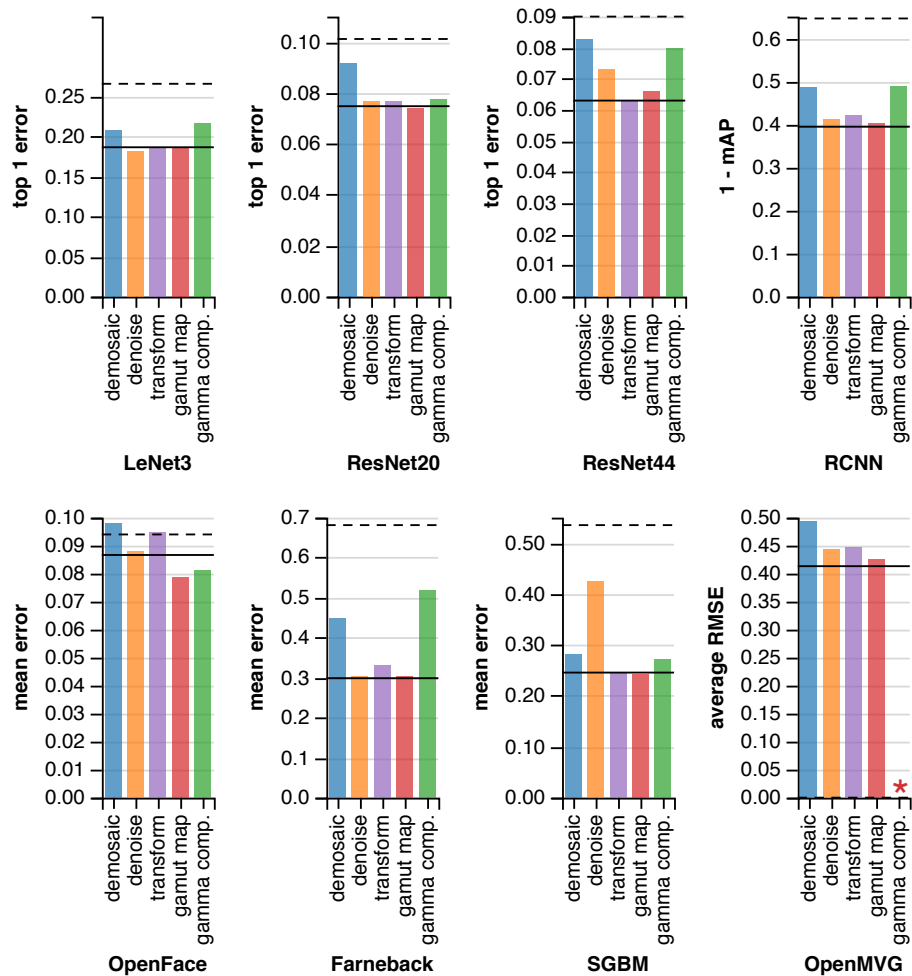 top 1 error
0.25
0.20
0.15
0.10
0.05
0.00
demosaic
denoise
transform
gamut map
gamma comp.
LeNet3
top 1 error
0.10
0.08
0.06
0.04
0.02
0.00
demosaic
denoise
transform
gamut map
gamma comp.
ResNet20
top 1 error
0.09
0.08
0.07
0.06
0.05
0.04
0.03
0.02
0.01
0.00
demosaic
denoise
transform
gamut map
gamma comp.
ResNet44
1 - mAP
0.6
0.5
0.4
0.3
0.2
0.1
0.0
demosaic
denoise
transform
gamut map
gamma comp.
RCNN
mean error
0.10
0.09
0.08
0.07
0.06
0.05
0.04
0.03
0.02
0.01
0.00
demosaic
denoise
transform
gamut map
gamma comp.
OpenFace
mean error
0.7
0.6
0.5
0.4
0.3
0.2
0.1
0.0
demosaic
denoise
transform
gamut map
gamma comp.
Farneback
mean error
0.50
0.40
0.30
0.20
0.10
0.00
demosaic
denoise
transform
gamut map
gamma comp.
SGBM
average RMSE
0.50
0.45
0.40
0.35
0.30
0.25
0.20
0.15
0.10
0.05
0.00
*
demosaic
denoise
transform
gamut map
gamma comp.
OpenMVG